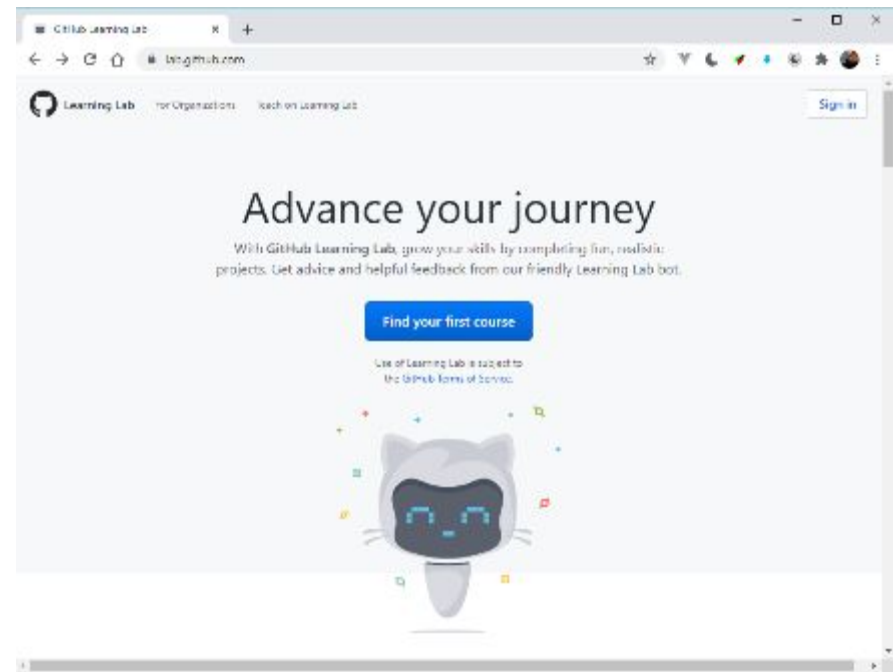 GitHub Learning Lab
lab.github.com
Learning Lab for Organizations Teach on Learning Lab Sign in
Advance your journey
With GitHub Learning Lab, grow your skills by completing fun, realistic
projects. Get advice and helpful feedback from our friendly Learning Lab bot.
Find your first course
Use of Learning Lab is subject to
the GitHub Terms of Service.